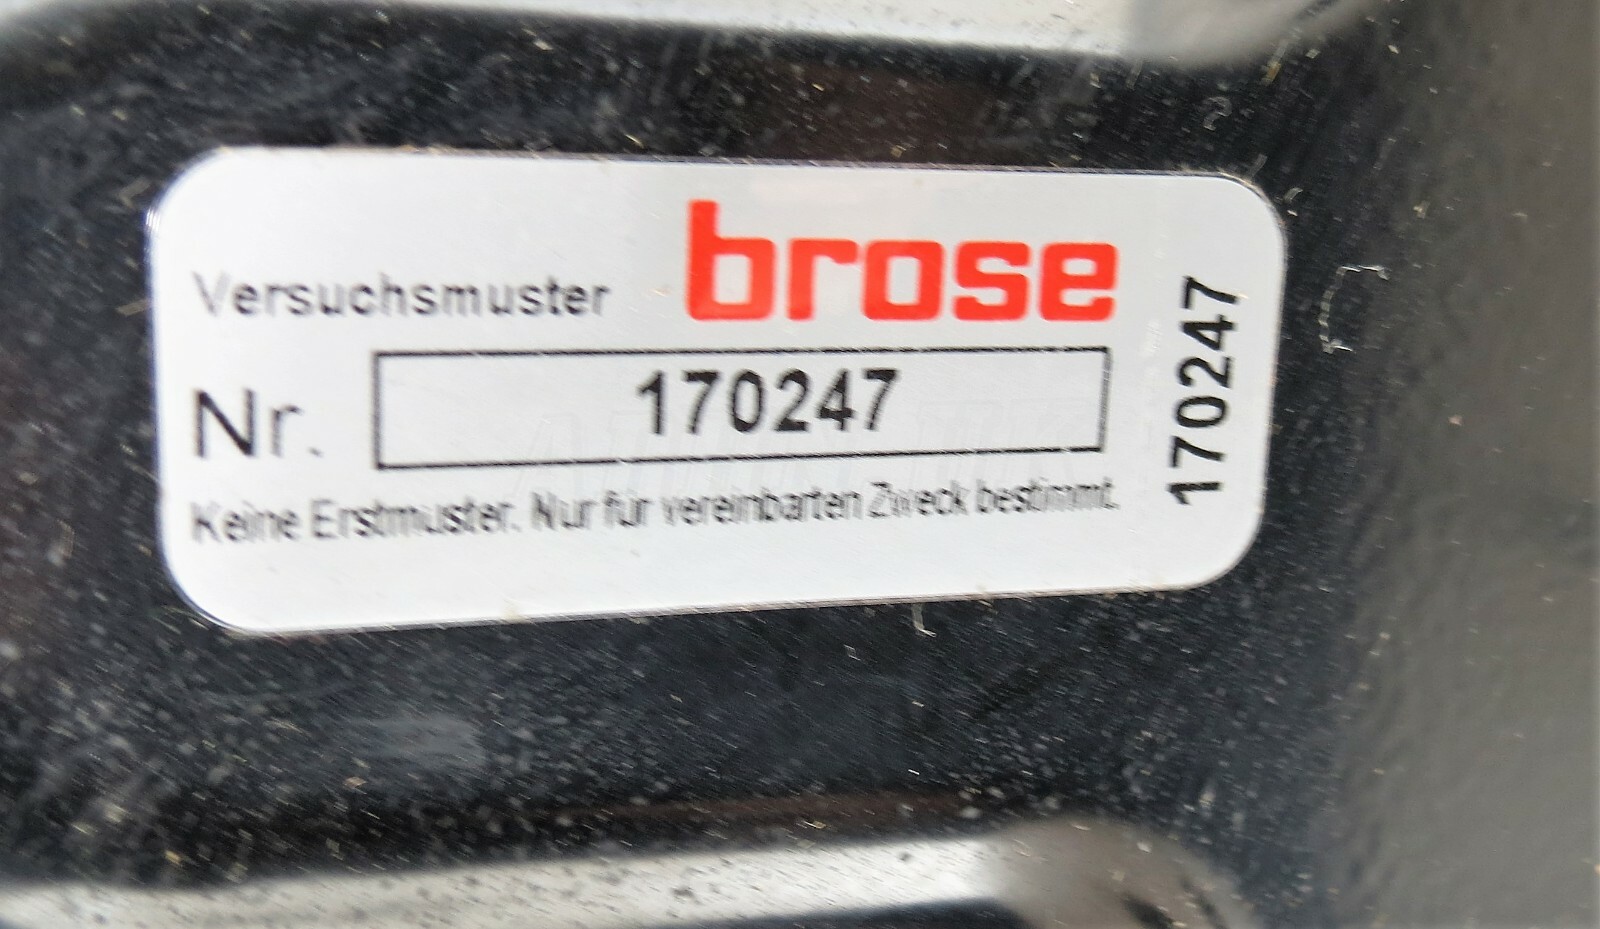 brose
Versuchsmuster
Nr. 170247
Keine Erstmuster. Nur für vereinbarten Zweck bestimmt.
170247